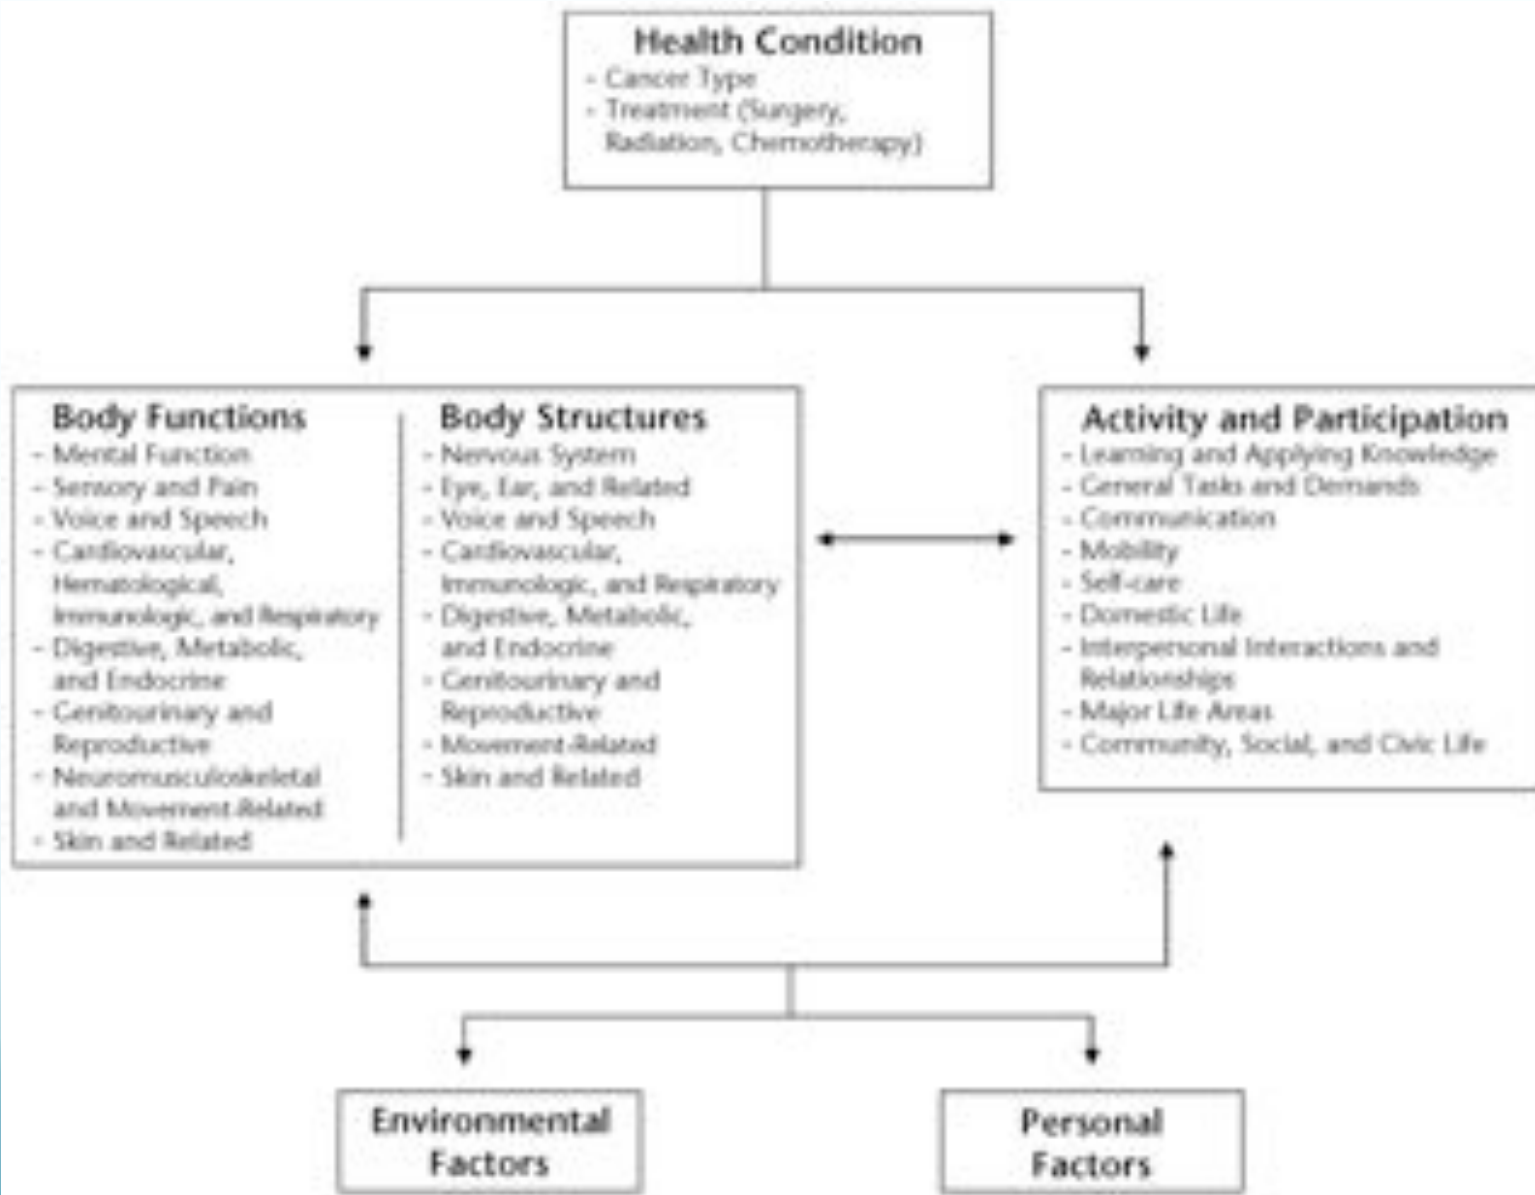 Health Condition
- Cancer Type
- Treatment (Surgery,
Radiation, Chemotherapy)
Body Functions
- Mental Function
- Sensory and Pain
- Voice and Speech
- Cardiovascular,
Hematological,
Immunologic, and Respiratory
- Digestive, Metabolic,
and Endocrine
- Genitourinary and
Reproductive
- Neuromusculoskeletal
and Movement-Related
- Skin and Related
Body Structures
- Nervous System
- Eye, Ear, and Related
- Voice and Speech
- Cardiovascular,
Immunologic, and Respiratory
- Digestive, Metabolic,
and Endocrine
- Genitourinary and
Reproductive
- Movement-Related
- Skin and Related
Activity and Participation
- Learning and Applying Knowledge
- General Tasks and Demands
- Communication
- Mobility
- Self-care
- Domestic Life
- Interpersonal Interactions and
Relationships
- Major Life Areas
- Community, Social, and Civic Life
Environmental
Factors
Personal
Factors